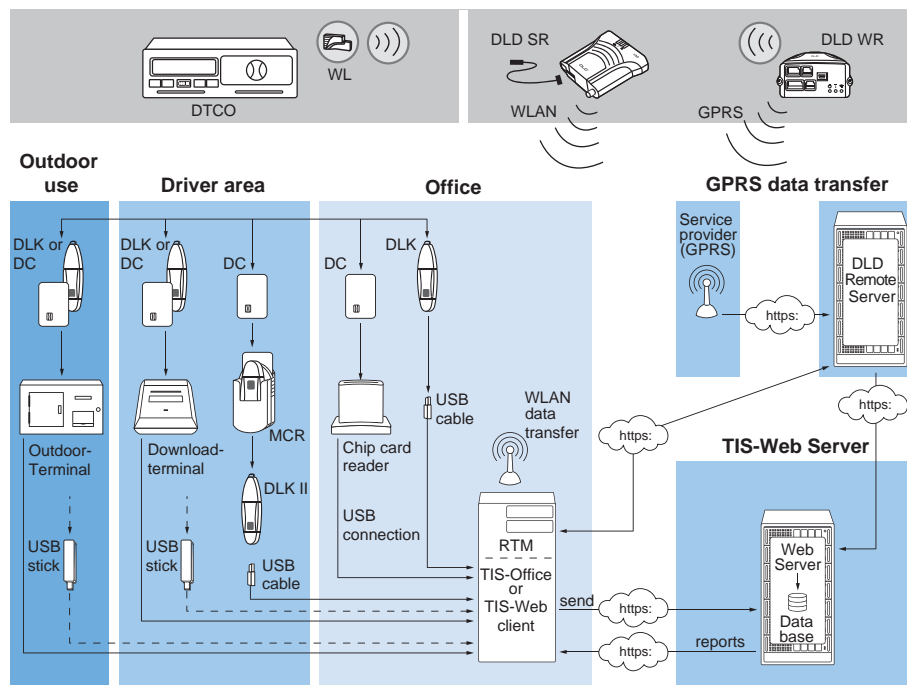 DTCO
WL
DLD SR
WLAN
GPRS
DLD WR
Outdoor
use
Driver area
Office
GPRS data transfer
DLK or
DC
DLK or
DC
DC
DC
DLK
Service
provider
(GPRS)
DLD
Remote
Server
https:
https:
USB
cable
WLAN
data
transfer
https:
MCR
Outdoor-
Terminal
Download-
terminal
Chip card
reader
TIS-Web Server
DLK II
USB
connection
USB
stick
USB
stick
USB
cable
RTM
TIS-Office
or
TIS-Web
client
Web
Server
Data
base
send
https:
reports
https: